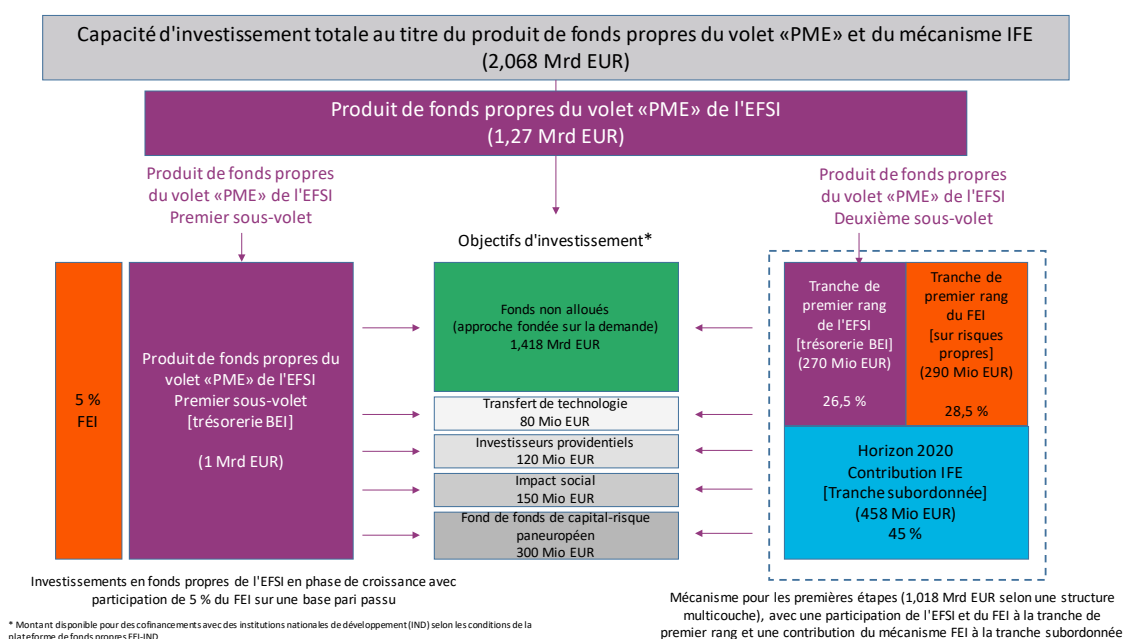 Capacité d'investissement totale au titre du produit de fonds propres du volet «PME» et du mécanisme IFE
(2,068 Mrd EUR)
Produit de fonds propres du volet «PME» de l'EFSI
(1,27 Mrd EUR)
Produit de fonds propres
du volet «PME» de l'EFSI
Premier sous-volet
Produit de fonds propres
du volet «PME» de l'EFSI
Deuxième sous-volet
Objectifs d'investissement*
5 %
FEI
Produit de fonds propres du
volet «PME» de l'EFSI
Premier sous-volet
[trésorerie BEI]
(1 Mrd EUR)
Fonds non alloués
(approche fondée sur la demande)
1,418 Mrd EUR
Transfert de technologie
80 Mio EUR
Investisseurs providentiels
120 Mio EUR
Impact social
150 Mio EUR
Fond de fonds de capital-risque
paneuropéen
300 Mio EUR
Tranche de
premier rang
de l'EFSI
[trésorerie BEI]
(270 Mio EUR)
26,5 %
Tranche de
premier rang
du FEI
[sur risques
propres]
(290 Mio EUR)
28,5 %
Horizon 2020
Contribution IFE
[Tranche subordonnée]
(458 Mio EUR)
45 %
Investissements en fonds propres de l'EFSI en phase de croissance avec
participation de 5 % du FEI sur une base pari passu
* Montant disponible pour des cofinancements avec des institutions nationales de développement (IND) selon les conditions de la
plateforme de fonds propres FEI-IND
Mécanisme pour les premières étapes (1,018 Mrd EUR selon une structure
multicouche), avec une participation de l'EFSI et du FEI à la tranche de
premier rang et une contribution du mécanisme FEI à la tranche subordonnée